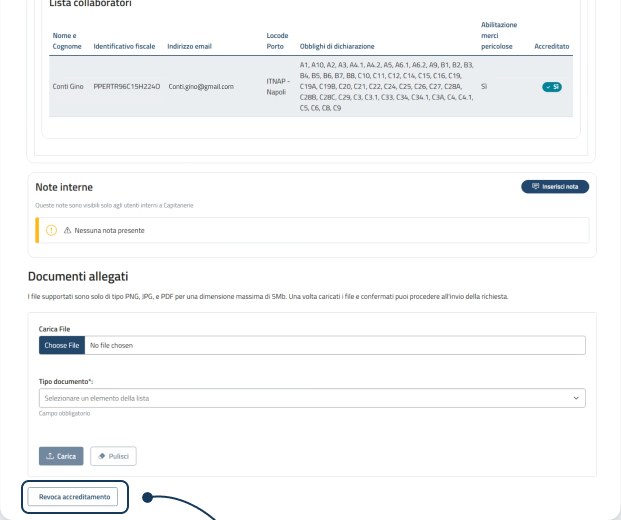 Lista collaboratori
Nome e Cognome Identificativo fiscale Indirizzo email Locode Porto Obblighi di dichiarazione Abilitazione merci pericolose Accreditato
Conti Gino PPERTR96C15H224O Conti.gino@gmail.com ITNAP - Napoli
A1, A10, A2, A3, A4.1, A4.2, A5, A6.1, A6.2, A9, B1, B2, B3,
B4, B5, B6, B7, B8, C10, C11, C12, C14, C15, C16, C19,
C19A, C19B, C20, C21, C22, C24, C25, C26, C27, C28A,
C28B, C28C, C29, C3, C3.1, C33, C34, C34.1, C3A, C4, C4.1,
C5, C6, C8, C9
Sì
Sì
Note interne
Inserisci nota
Queste note sono visibili solo agli utenti interni a Capitanerie
Nessuna nota presente
Documenti allegati
I file supportati sono solo di tipo PNG, JPG, e PDF per una dimensione massima di 5Mb. Una volta caricati i file e confermati puoi procedere all'invio della richiesta.
Carica File
Choose File No file chosen
Tipo documento*:
Selezionare un elemento della lista
Campo obbligatorio
Carica Pulisci
Revoca accreditamento